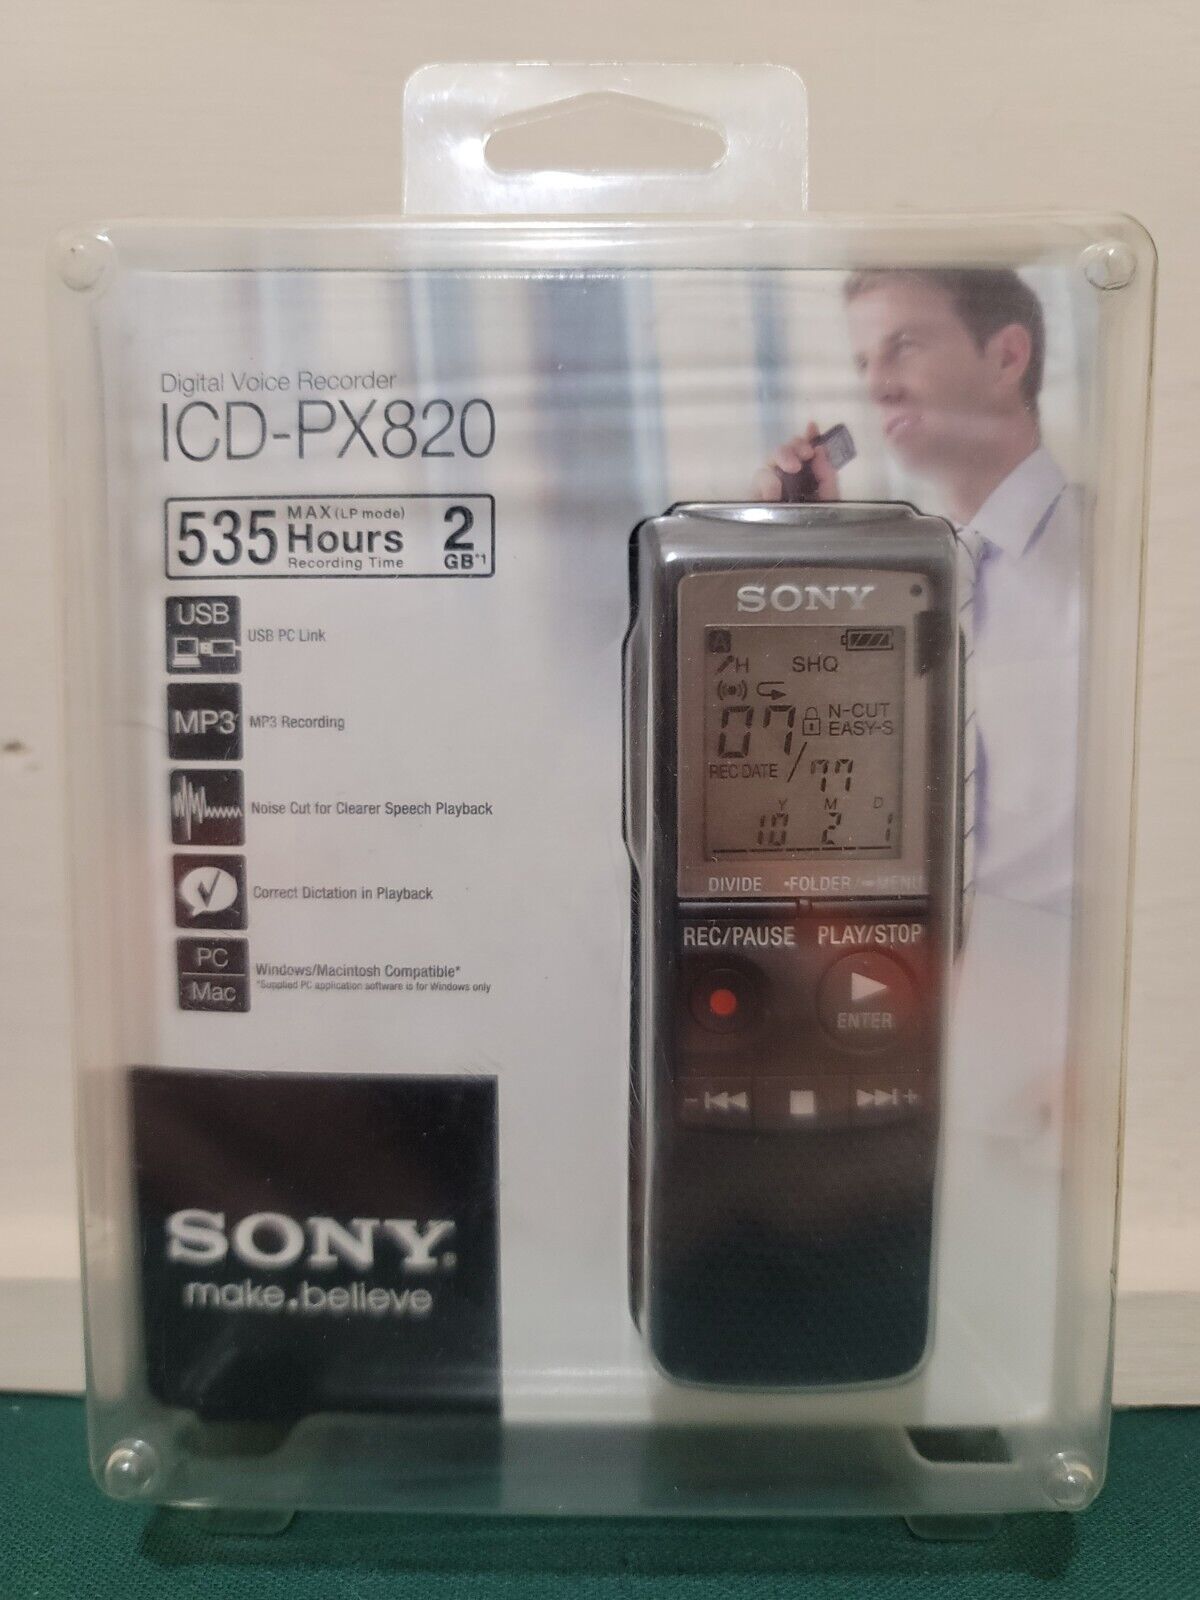 Digital Voice Recorder
ICD-PX820
535 MAX (LP mode) Hours Recording Time 2 GB*1
USB
USB PC Link
MP3
MP3 Recording
Noise Cut for Clearer Speech Playback
Correct Dictation in Playback
PC
Mac
Windows/Macintosh Compatible*
*Supplied PC application software is for Windows only
SONY
make.believe
SONY
A
H SHQ
07 N-CUT
EASY-S
REC DATE / 77
Y M D
10 2 1
DIVIDE •FOLDER/━MENU
REC/PAUSE PLAY/STOP
ENTER
- +